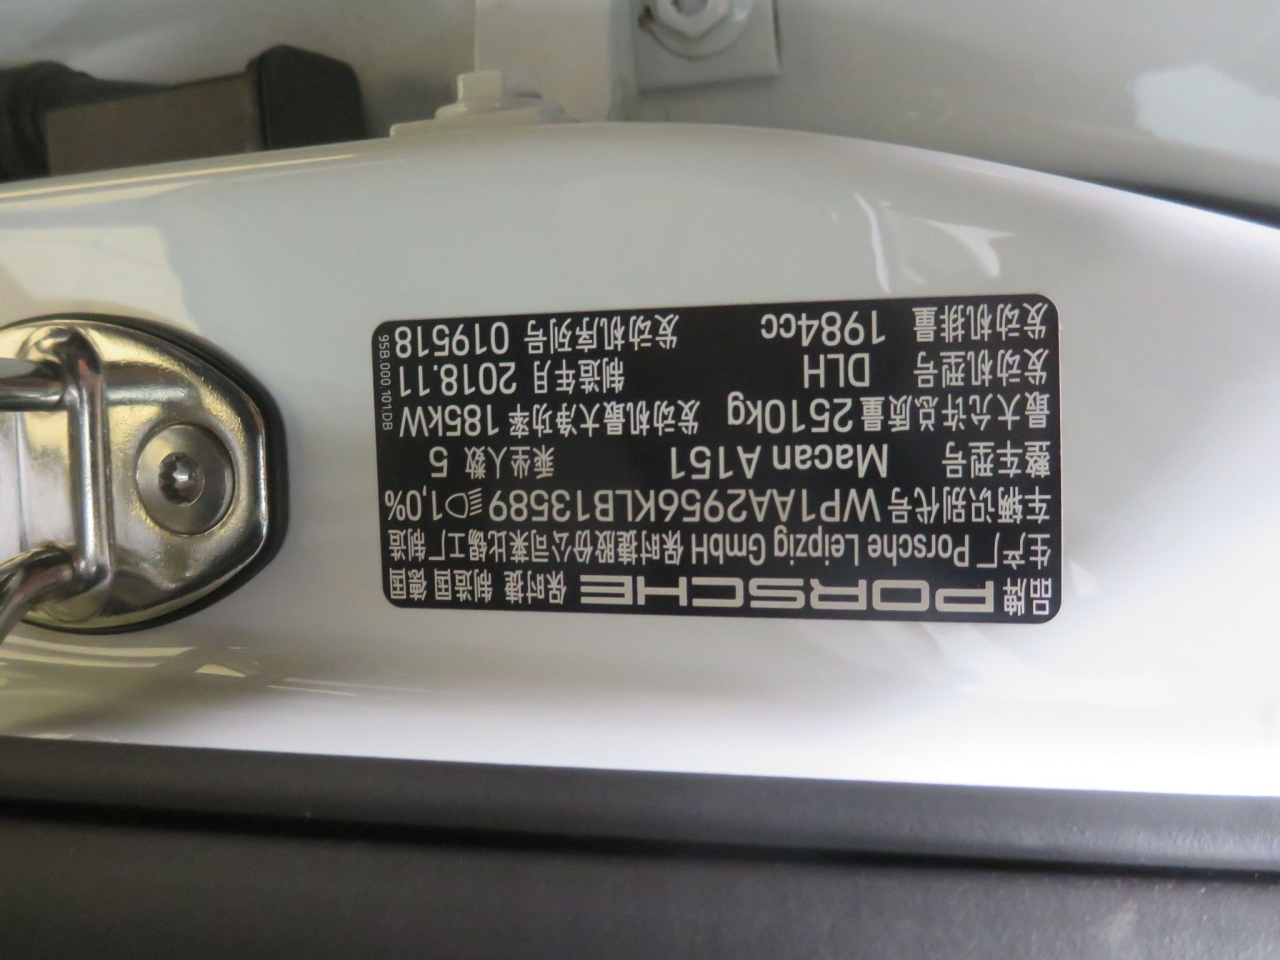 品牌 PORSCHE 保时捷 制造国 德国
生产厂 Porsche Leipzig GmbH 保时捷股份公司莱比锡工厂制造
车辆识别代号 WP1AA2956KLB13589 1,0%
整车型号 Macan A151 乘坐人数 5
最大允许总质量 2510kg 发动机最大净功率 185kW
发动机型号 DLH 制造年月 2018.11
发动机排量 1984cc 发动机序列号 019518
95B.000.101.DB